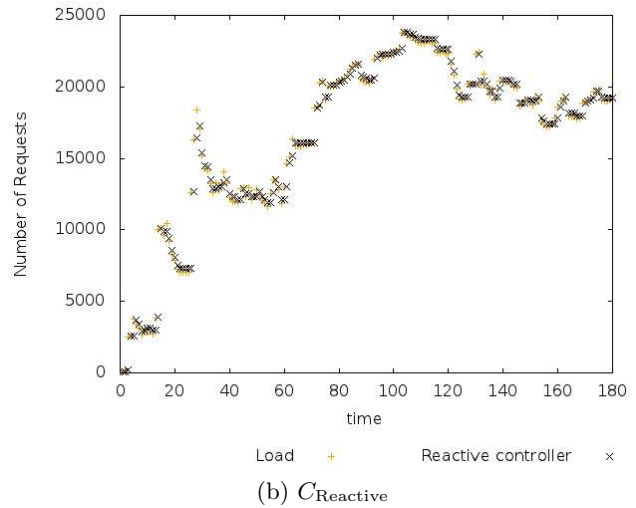 25000
20000
15000
10000
5000
0
Number of Requests
0 20 40 60 80 100 120 140 160 180
time
Load + Reactive controller ×
(b) C_Reactive